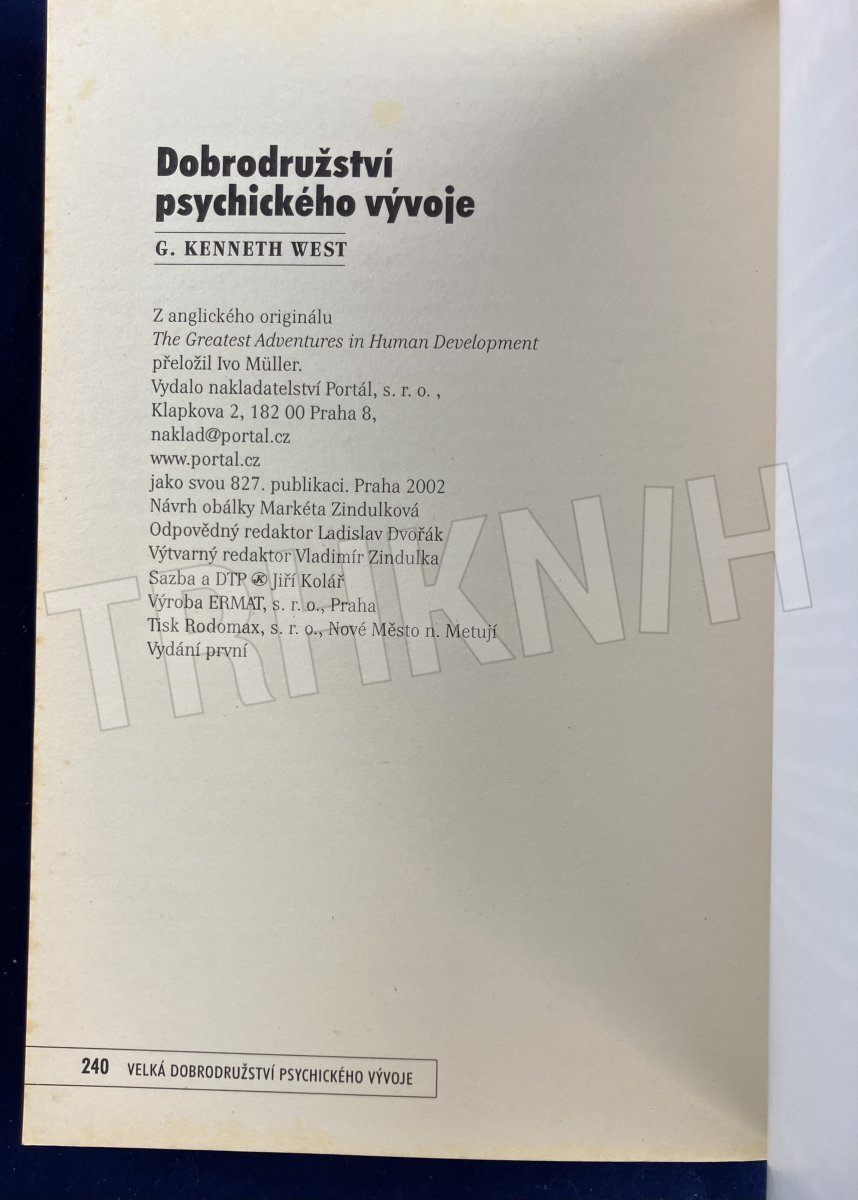 Dobrodružství
psychického vývoje
G. KENNETH WEST
Z anglického originálu
The Greatest Adventures in Human Development
přeložil Ivo Müller.
Vydalo nakladatelství Portál, s. r. o. ,
Klapkova 2, 182 00 Praha 8,
naklad@portal.cz
www.portal.cz
jako svou 827. publikaci. Praha 2002
Návrh obálky Markéta Zindulková
Odpovědný redaktor Ladislav Dvořák
Výtvarný redaktor Vladimír Zindulka
Sazba a DTP JK Jiří Kolář
Výroba ERMAT, s. r. o., Praha
Tisk Rodomax, s. r. o., Nové Město n. Metují
Vydání první
TRHKNIH
240 VELKÁ DOBRODRUŽSTVÍ PSYCHICKÉHO VÝVOJE